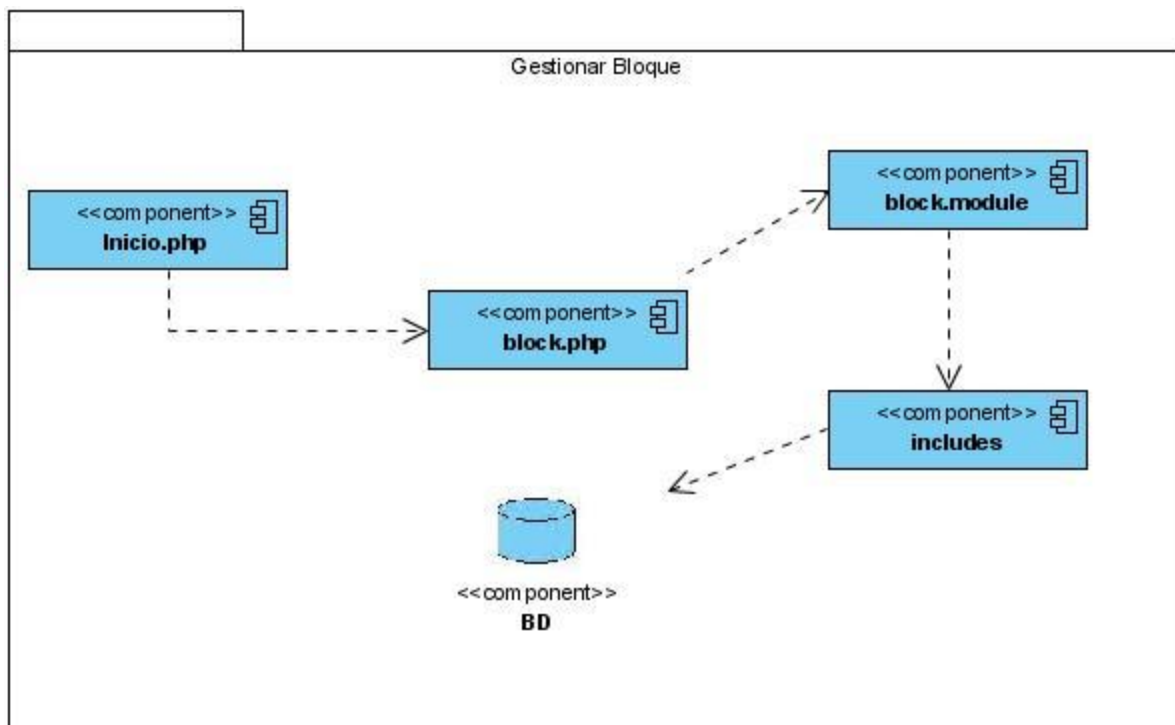 Gestionar Bloque
<<component>>
Inicio.php
<<component>>
block.php
<<component>>
block.module
<<component>>
includes
<<component>>
BD